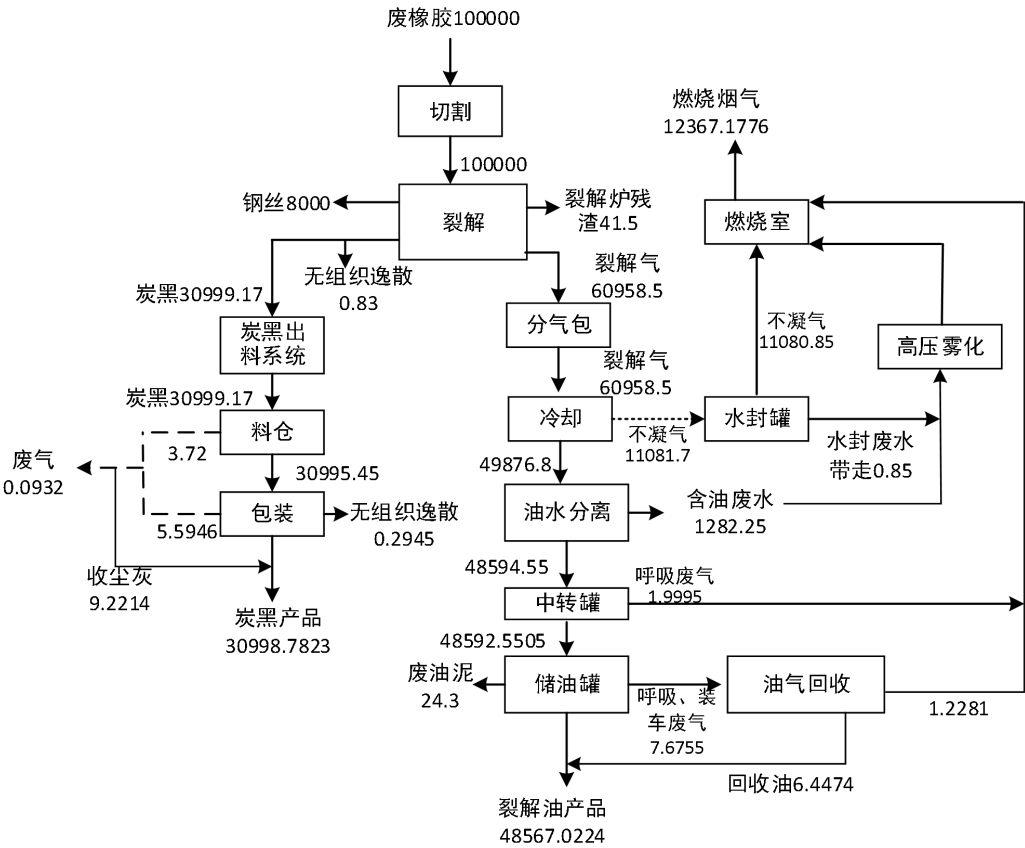 废橡胶100000
切割
100000
裂解
钢丝8000
裂解炉残
渣41.5
无组织逸散
0.83
炭黑30999.17
炭黑出
料系统
炭黑30999.17
料仓
3.72
30995.45
废气
0.0932
包装
5.5946
无组织逸散
0.2945
收尘灰
9.2214
炭黑产品
30998.7823
裂解气
60958.5
分气包
裂解气
60958.5
冷却
不凝气
11081.7
水封罐
不凝气
11080.85
燃烧室
燃烧烟气
12367.1776
高压雾化
水封废水
带走0.85
49876.8
油水分离
含油废水
1282.25
48594.55
中转罐
呼吸废气
1.9995
48592.5505
储油罐
废油泥
24.3
呼吸、装
车废气
7.6755
油气回收
1.2281
回收油6.4474
裂解油产品
48567.0224